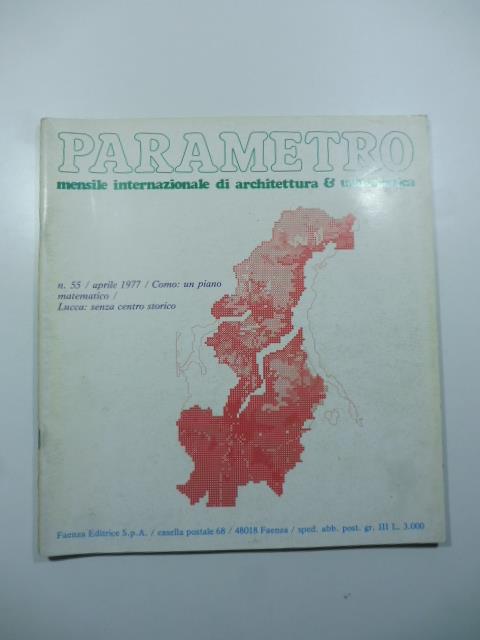 PARAMETRO
mensile internazionale di architettura & urbanistica
n. 55 / aprile 1977 / Como: un piano
matematico /
Lucca: senza centro storico
Faenza Editrice S.p.A. / casella postale 68 / 48018 Faenza / sped. abb. post. gr. III L. 3.000